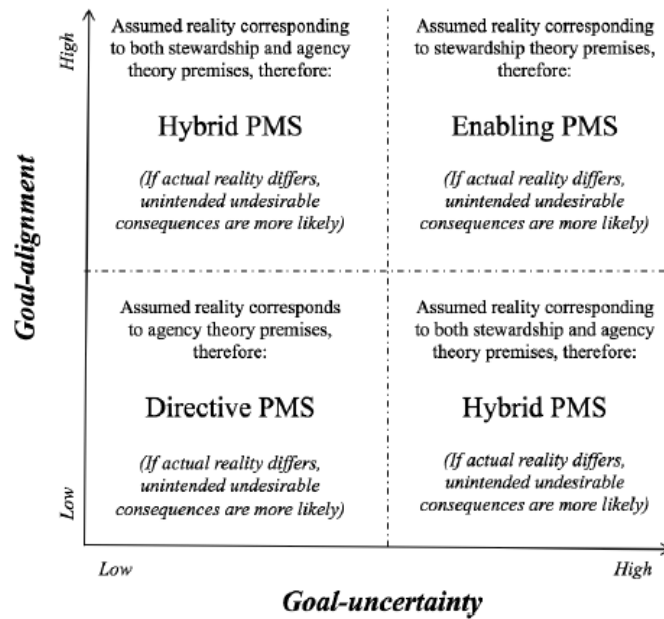 High
Assumed reality corresponding
to both stewardship and agency
theory premises, therefore:
Hybrid PMS
(If actual reality differs,
unintended undesirable
consequences are more likely)
Assumed reality corresponding
to stewardship theory premises,
therefore:
Enabling PMS
(If actual reality differs,
unintended undesirable
consequences are more likely)
Goal-alignment
Assumed reality corresponds
to agency theory premises,
therefore:
Directive PMS
(If actual reality differs,
unintended undesirable
consequences are more likely)
Assumed reality corresponding
to both stewardship and agency
theory premises, therefore:
Hybrid PMS
(If actual reality differs,
unintended undesirable
consequences are more likely)
Low
Low
High
Goal-uncertainty